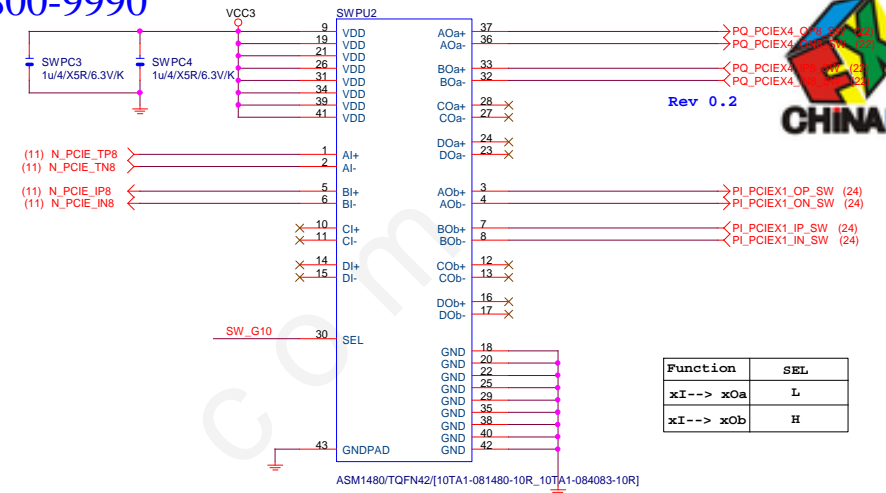 800-9990
VCC3
SWPU2
SWPC3
1u/4/X5R/6.3V/K
SWPC4
1u/4/X5R/6.3V/K
9 VDD
19 VDD
21 VDD
26 VDD
31 VDD
34 VDD
39 VDD
41 VDD
AOa+ 37
AOa- 36
BOa+ 33
BOa- 32
COa+ 28
COa- 27
DOa+ 24
DOa- 23
PQ_PCIEX4
PQ_PCIEX4
PQ_PCIEX4
PQ_PCIEX4
Rev 0.2
CHINA
(11) N_PCIE_TP8 1 AI+
(11) N_PCIE_TN8 2 AI-
(11) N_PCIE_IP8 5 BI+
(11) N_PCIE_IN8 6 BI-
10 CI+
11 CI-
14 DI+
15 DI-
AOb+ 3 PI_PCIEX1_OP_SW (24)
AOb- 4 PI_PCIEX1_ON_SW (24)
BOb+ 7 PI_PCIEX1_IP_SW (24)
BOb- 8 PI_PCIEX1_IN_SW (24)
COb+ 12
COb- 13
DOb+ 16
DOb- 17
SW_G10 30 SEL
GND 18
GND 20
GND 22
GND 25
GND 29
GND 35
GND 38
GND 40
GND 42
43 GNDPAD
Function SEL
xI--> xOa L
xI--> xOb H
ASM1480/TQFN42/[10TA1-081480-10R_10TA1-084083-10R]
com